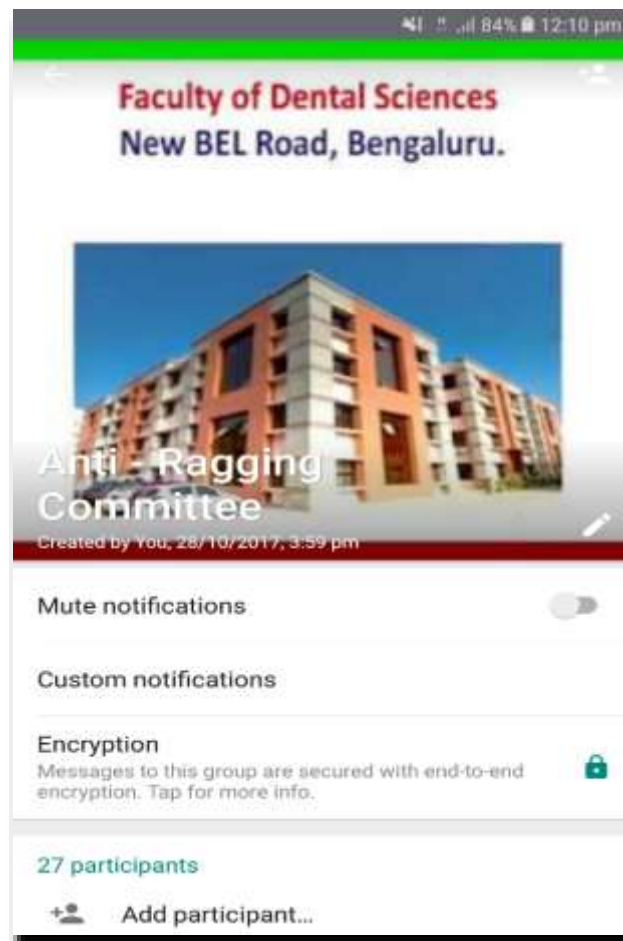 84% 12:10 pm
Faculty of Dental Sciences
New BEL Road, Bengaluru.
Anti - Ragging
Committee
Created by You, 28/10/2017, 3:59 pm
Mute notifications
Custom notifications
Encryption
Messages to this group are secured with end-to-end
encryption. Tap for more info.
27 participants
Add participant...